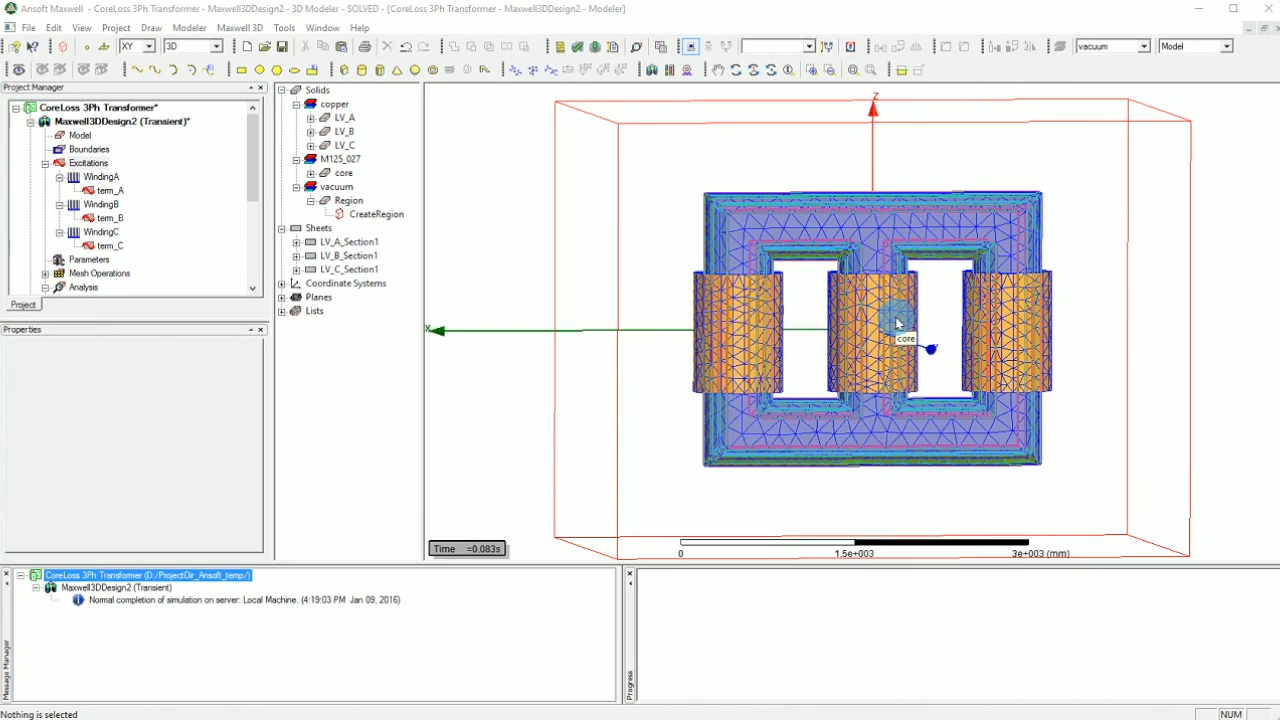 Ansoft Maxwell - CoreLoss 3Ph Transformer - Maxwell3DDesign2 - 3D Modeler - SOLVED - [CoreLoss 3Ph Transformer - Maxwell3DDesign2 - Modeler]
File Edit View Project Draw Modeler Maxwell 3D Tools Window Help
XY 3D vacuum Model
Project Manager
CoreLoss 3Ph Transformer*
Maxwell3DDesign2 (Transient)*
Model
Boundaries
Excitations
WindingA
term_A
WindingB
term_B
WindingC
term_C
Parameters
Mesh Operations
Analysis
Project
Properties
Solids
copper
LV_A
LV_B
LV_C
M125_027
core
vacuum
Region
CreateRegion
Sheets
LV_A_Section1
LV_B_Section1
LV_C_Section1
Coordinate Systems
Planes
Lists
Z
X
core
Time =0.083s
0 1.5e+003 3e+003 (mm)
CoreLoss 3Ph Transformer (D:/ProjectDir_Ansoft_temp/)
Maxwell3DDesign2 (Transient)
Normal completion of simulation on server: Local Machine. (4:19:03 PM Jan 09, 2016)
Message Manager
Progress
Nothing is selected
NUM